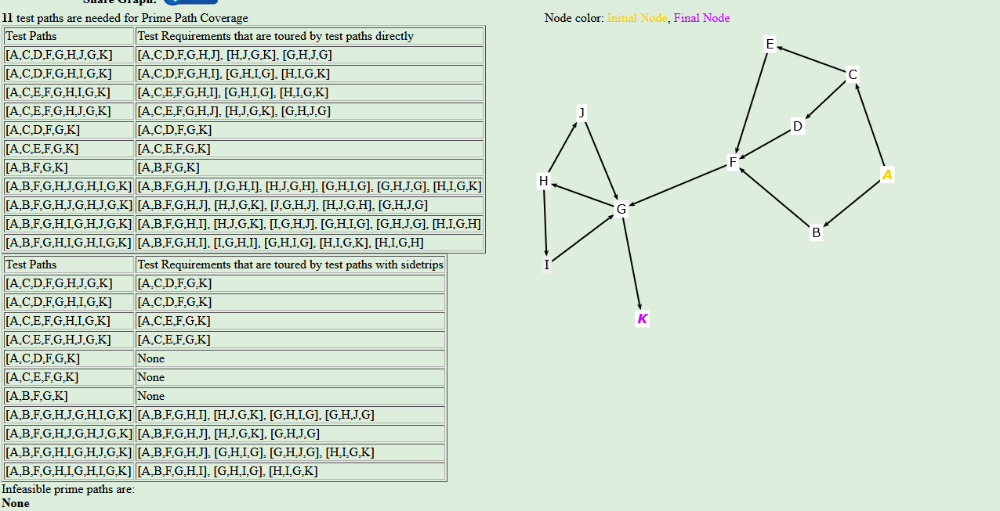 Share Graph:
11 test paths are needed for Prime Path Coverage
Test Paths Test Requirements that are toured by test paths directly
[A,C,D,F,G,H,J,G,K] [A,C,D,F,G,H,J], [H,J,G,K], [G,H,J,G]
[A,C,D,F,G,H,I,G,K] [A,C,D,F,G,H,I], [G,H,I,G], [H,I,G,K]
[A,C,E,F,G,H,I,G,K] [A,C,E,F,G,H,I], [G,H,I,G], [H,I,G,K]
[A,C,E,F,G,H,J,G,K] [A,C,E,F,G,H,J], [H,J,G,K], [G,H,J,G]
[A,C,D,F,G,K] [A,C,D,F,G,K]
[A,C,E,F,G,K] [A,C,E,F,G,K]
[A,B,F,G,K] [A,B,F,G,K]
[A,B,F,G,H,J,G,H,I,G,K] [A,B,F,G,H,J], [J,G,H,I], [H,J,G,H], [G,H,I,G], [G,H,J,G], [H,I,G,K]
[A,B,F,G,H,J,G,H,J,G,K] [A,B,F,G,H,J], [H,J,G,K], [J,G,H,J], [H,J,G,H], [G,H,J,G]
[A,B,F,G,H,I,G,H,J,G,K] [A,B,F,G,H,I], [H,J,G,K], [I,G,H,J], [G,H,I,G], [G,H,J,G], [H,I,G,H]
[A,B,F,G,H,I,G,H,I,G,K] [A,B,F,G,H,I], [I,G,H,I], [G,H,I,G], [H,I,G,K], [H,I,G,H]
Test Paths Test Requirements that are toured by test paths with sidetrips
[A,C,D,F,G,H,J,G,K] [A,C,D,F,G,K]
[A,C,D,F,G,H,I,G,K] [A,C,D,F,G,K]
[A,C,E,F,G,H,I,G,K] [A,C,E,F,G,K]
[A,C,E,F,G,H,J,G,K] [A,C,E,F,G,K]
[A,C,D,F,G,K] None
[A,C,E,F,G,K] None
[A,B,F,G,K] None
[A,B,F,G,H,J,G,H,I,G,K] [A,B,F,G,H,I], [H,J,G,K], [G,H,I,G], [G,H,J,G]
[A,B,F,G,H,J,G,H,J,G,K] [A,B,F,G,H,J], [H,J,G,K], [G,H,J,G]
[A,B,F,G,H,I,G,H,J,G,K] [A,B,F,G,H,J], [G,H,I,G], [G,H,J,G], [H,I,G,K]
[A,B,F,G,H,I,G,H,I,G,K] [A,B,F,G,H,I], [G,H,I,G], [H,I,G,K]
Infeasible prime paths are:
None
Node color: Initial Node, Final Node
E
C
J
D
F
A
H
G
B
I
K